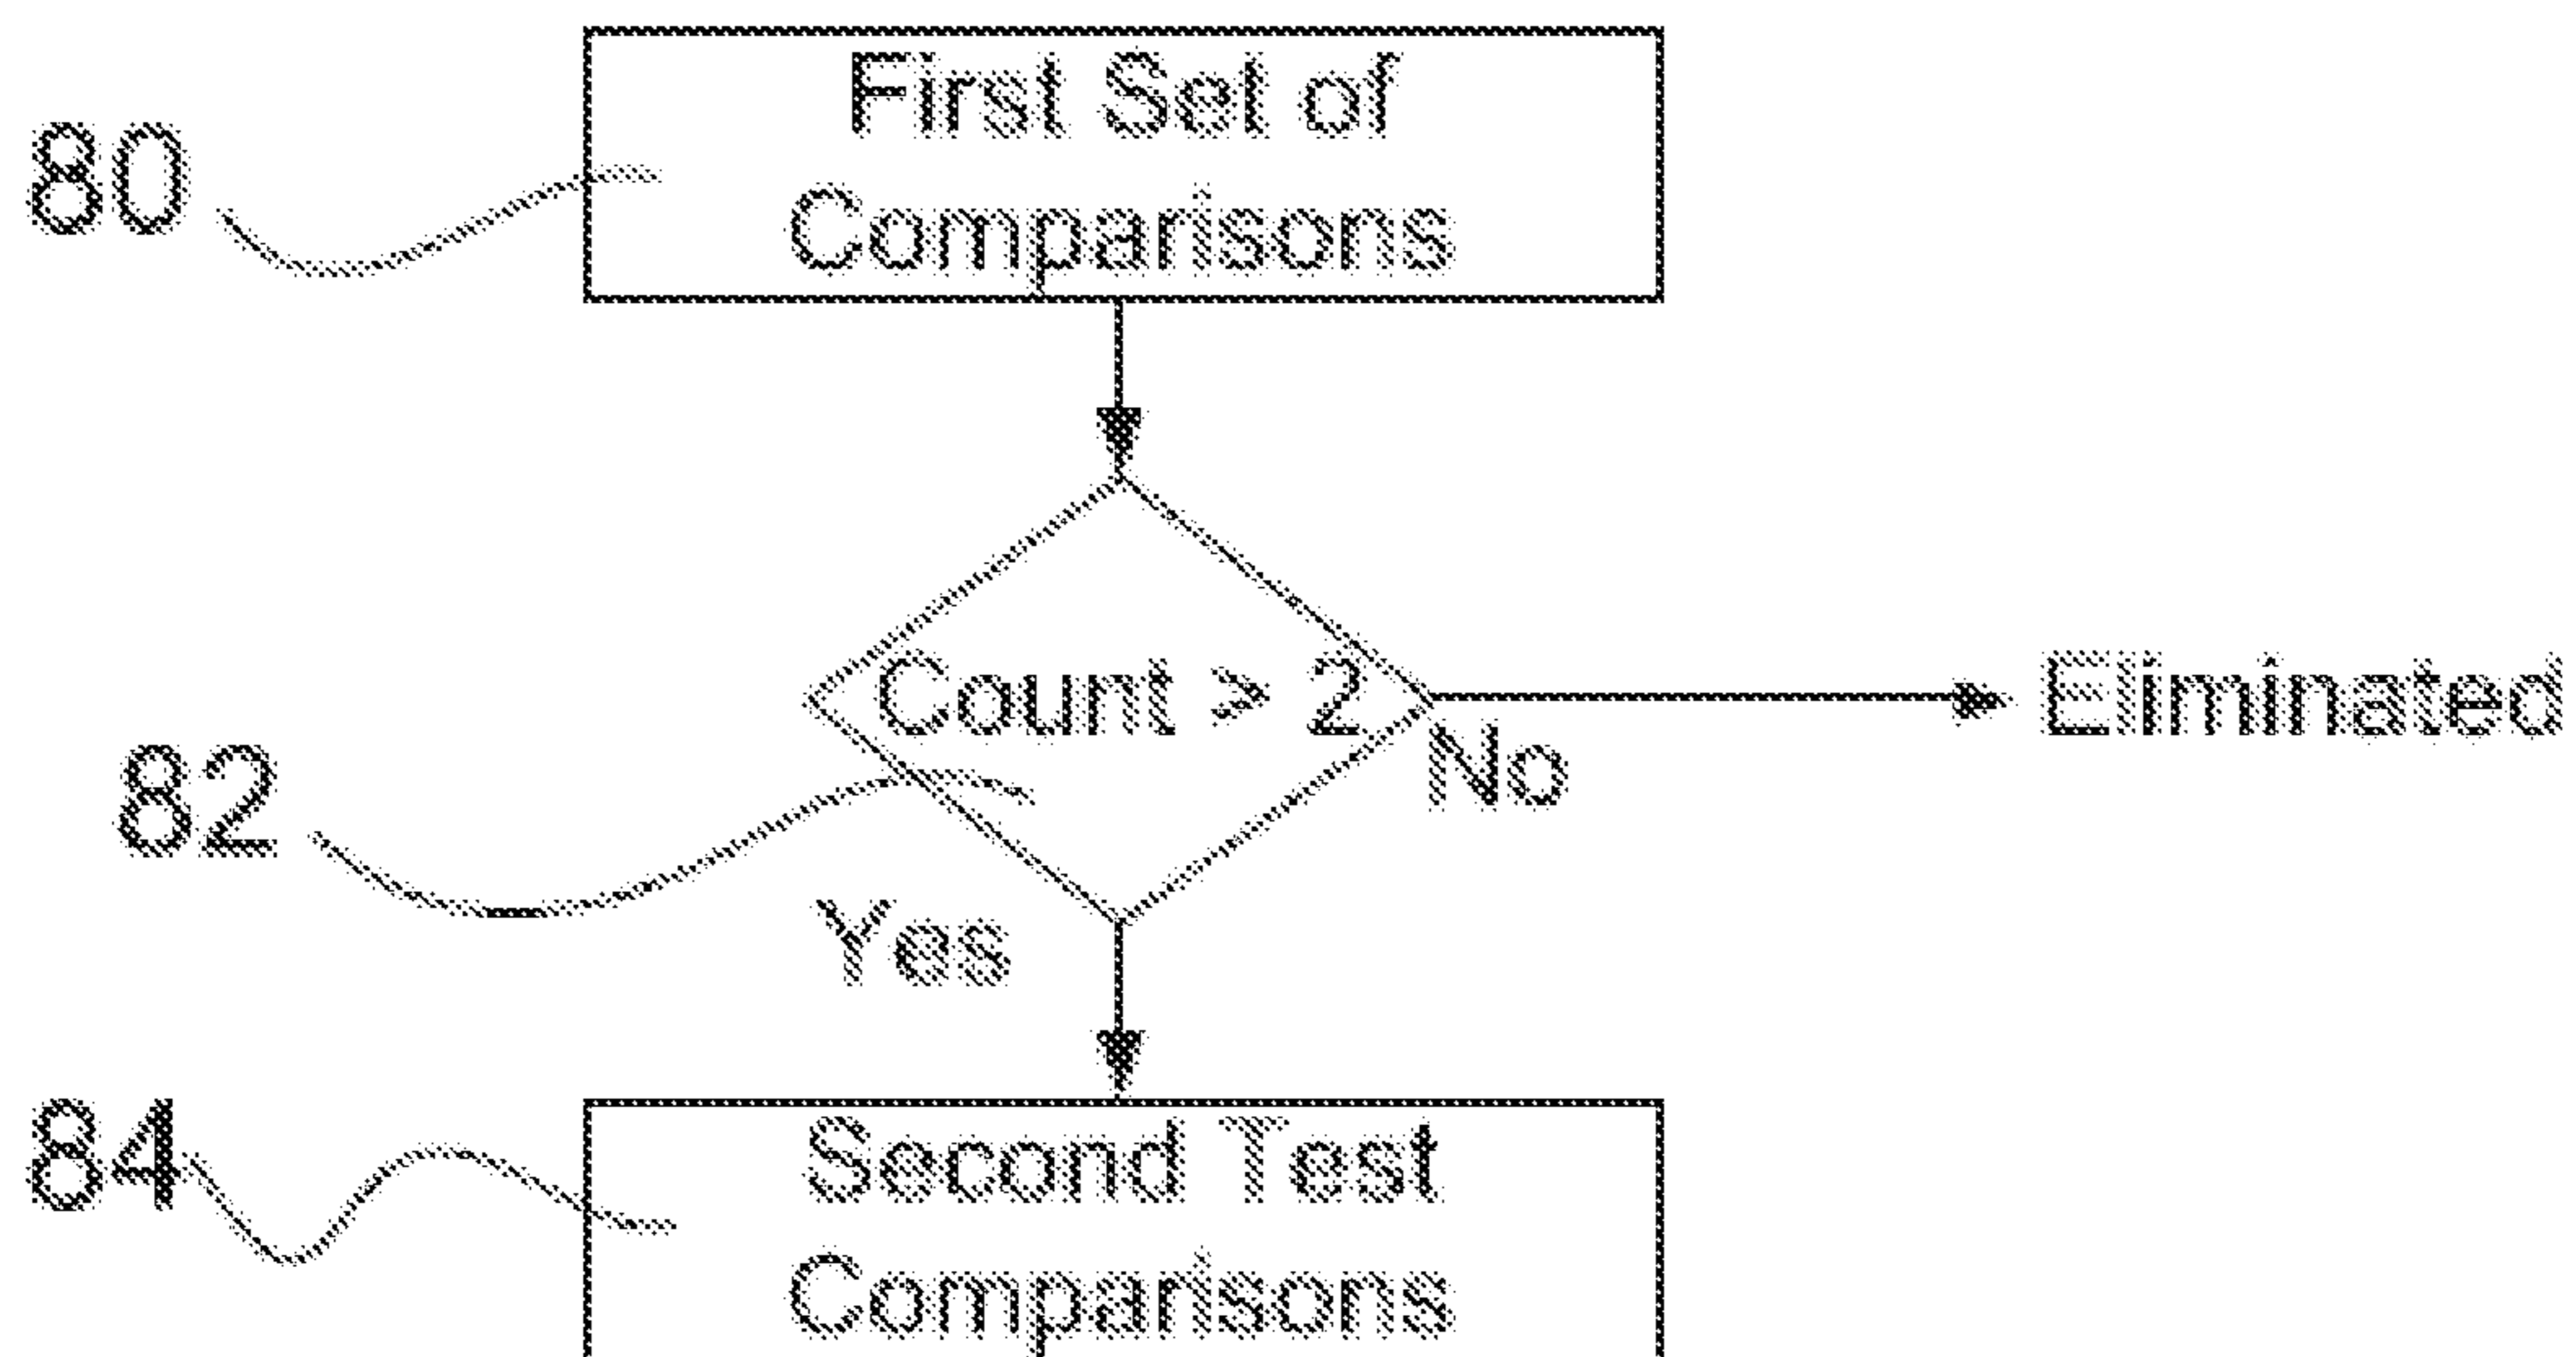 First Set of
80
Comparisons
Count > 2
Eliminated
No
82
Yes
84
Second Test
Comparisons